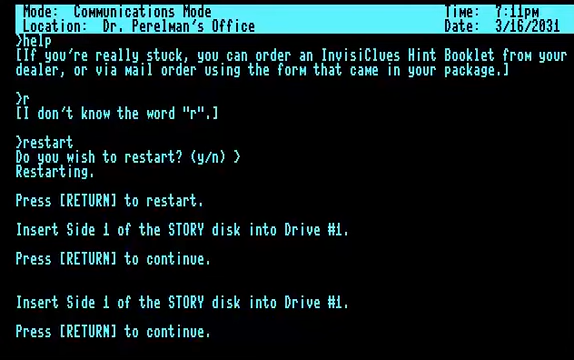 Mode:  Communications Mode                    Time:  7:11pm
Location:  Dr. Perelman's Office              Date:  3/16/2031
>help
[If you're really stuck, you can order an InvisiClues Hint Booklet from your
dealer, or via mail order using the form that came in your package.]
>r
[I don't know the word "r".]
>restart
Do you wish to restart? (y/n) >
Restarting.
Press [RETURN] to restart.
Insert Side 1 of the STORY disk into Drive #1.
Press [RETURN] to continue.
Insert Side 1 of the STORY disk into Drive #1.
Press [RETURN] to continue.